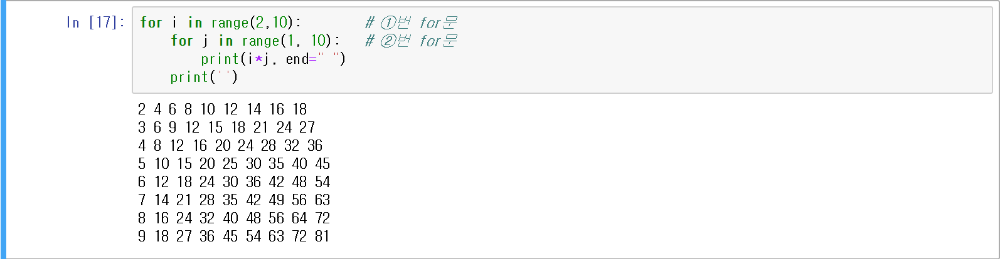 In [17]: for i in range(2,10):        # ①번 for문
    for j in range(1, 10):   # ②번 for문
        print(i*j, end=" ")
    print('')
2 4 6 8 10 12 14 16 18
3 6 9 12 15 18 21 24 27
4 8 12 16 20 24 28 32 36
5 10 15 20 25 30 35 40 45
6 12 18 24 30 36 42 48 54
7 14 21 28 35 42 49 56 63
8 16 24 32 40 48 56 64 72
9 18 27 36 45 54 63 72 81